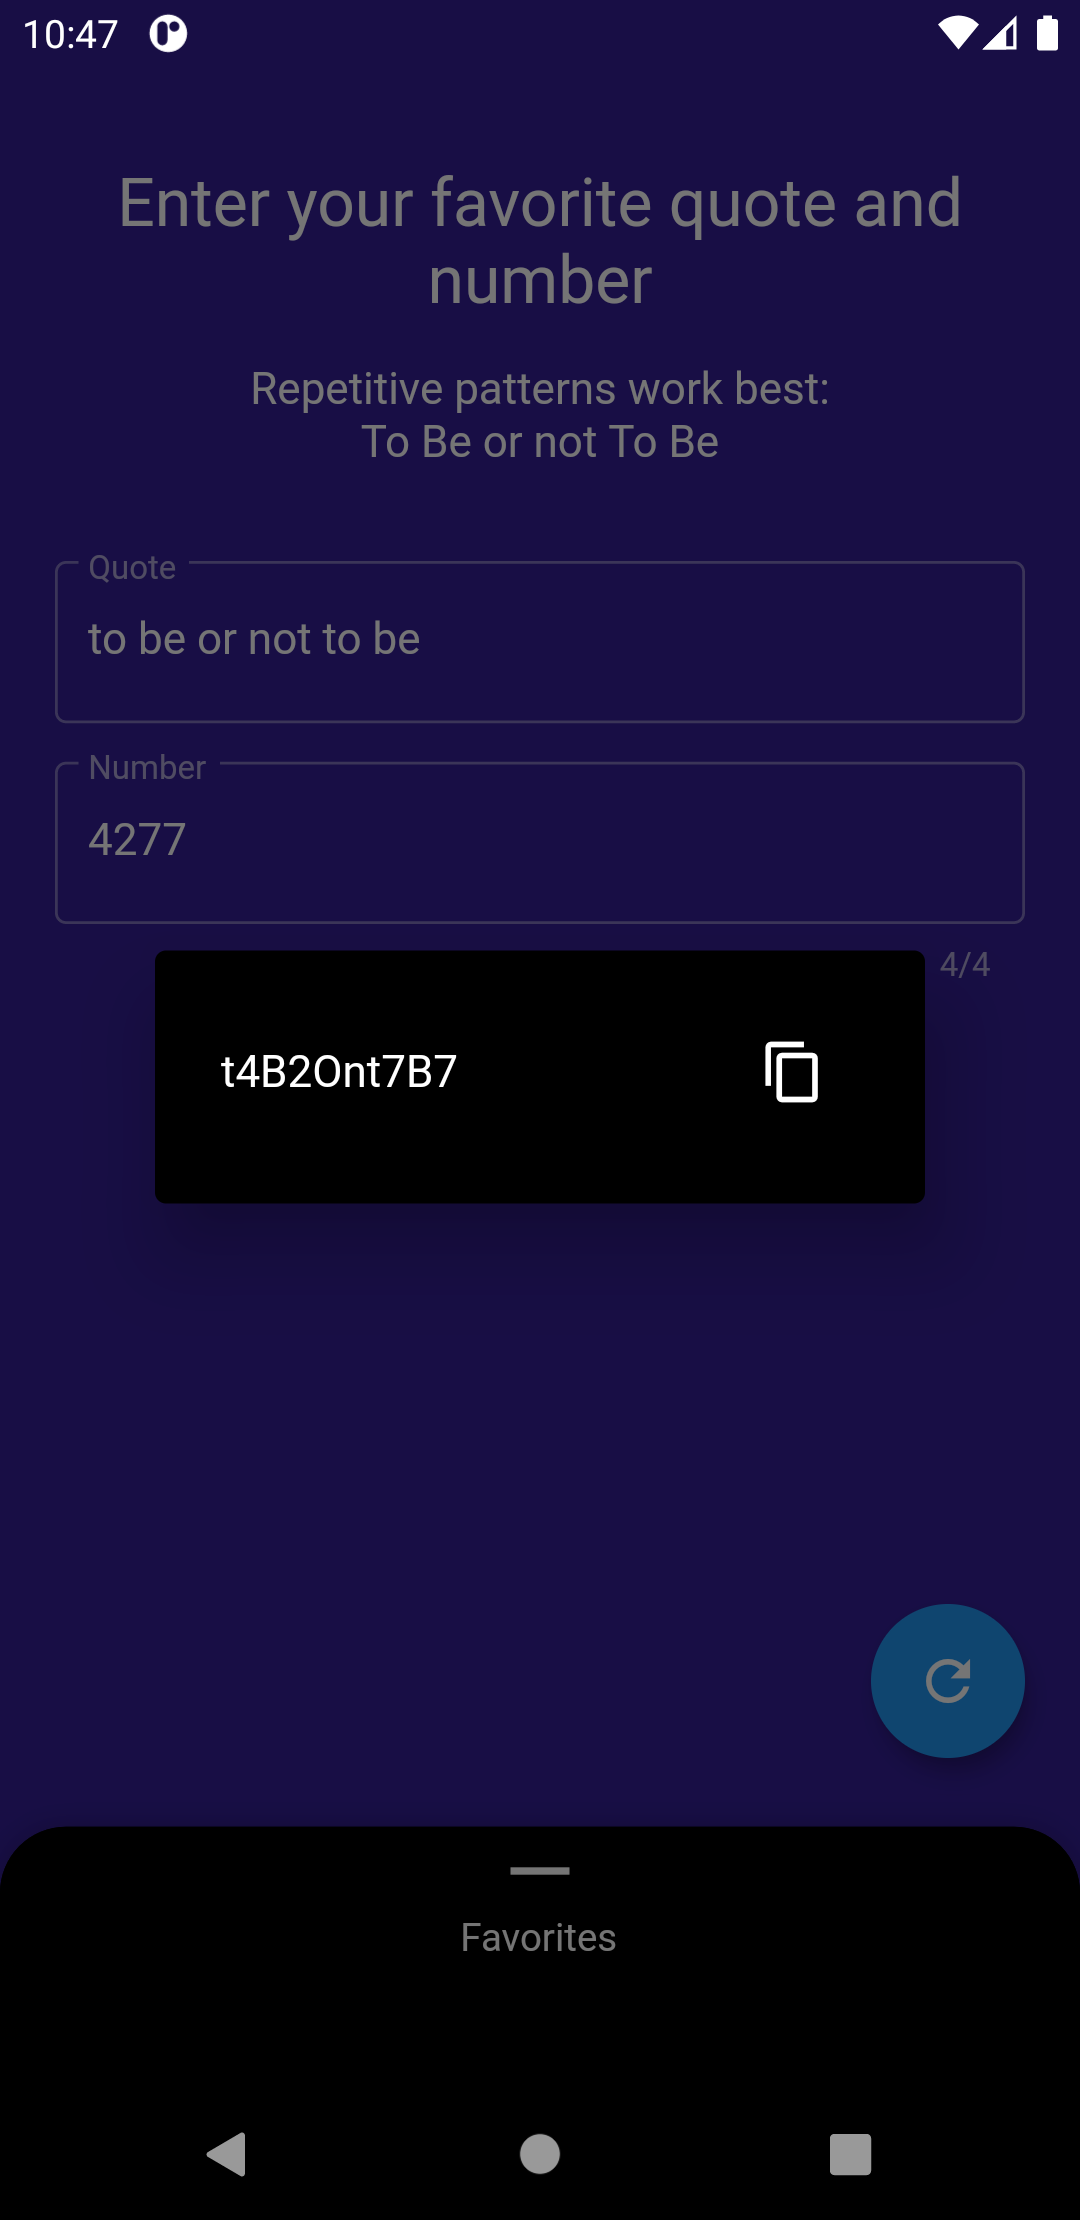 10:47
Enter your favorite quote and
number
Repetitive patterns work best:
To Be or not To Be
Quote
to be or not to be
Number
4277
4/4
t4B2Ont7B7
Favorites